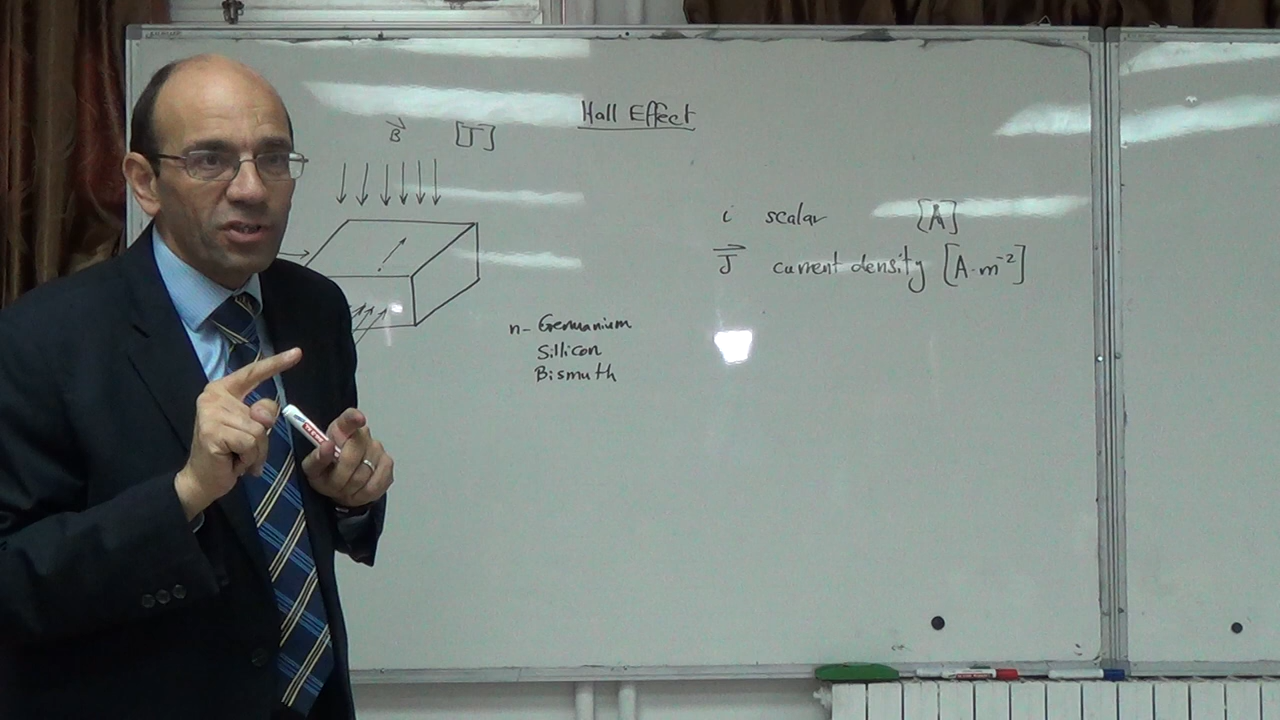 Hall Effect
B [T]
i scalar [A]
J current density [A·m⁻²]
n- Germanium
Sillicon
Bismuth